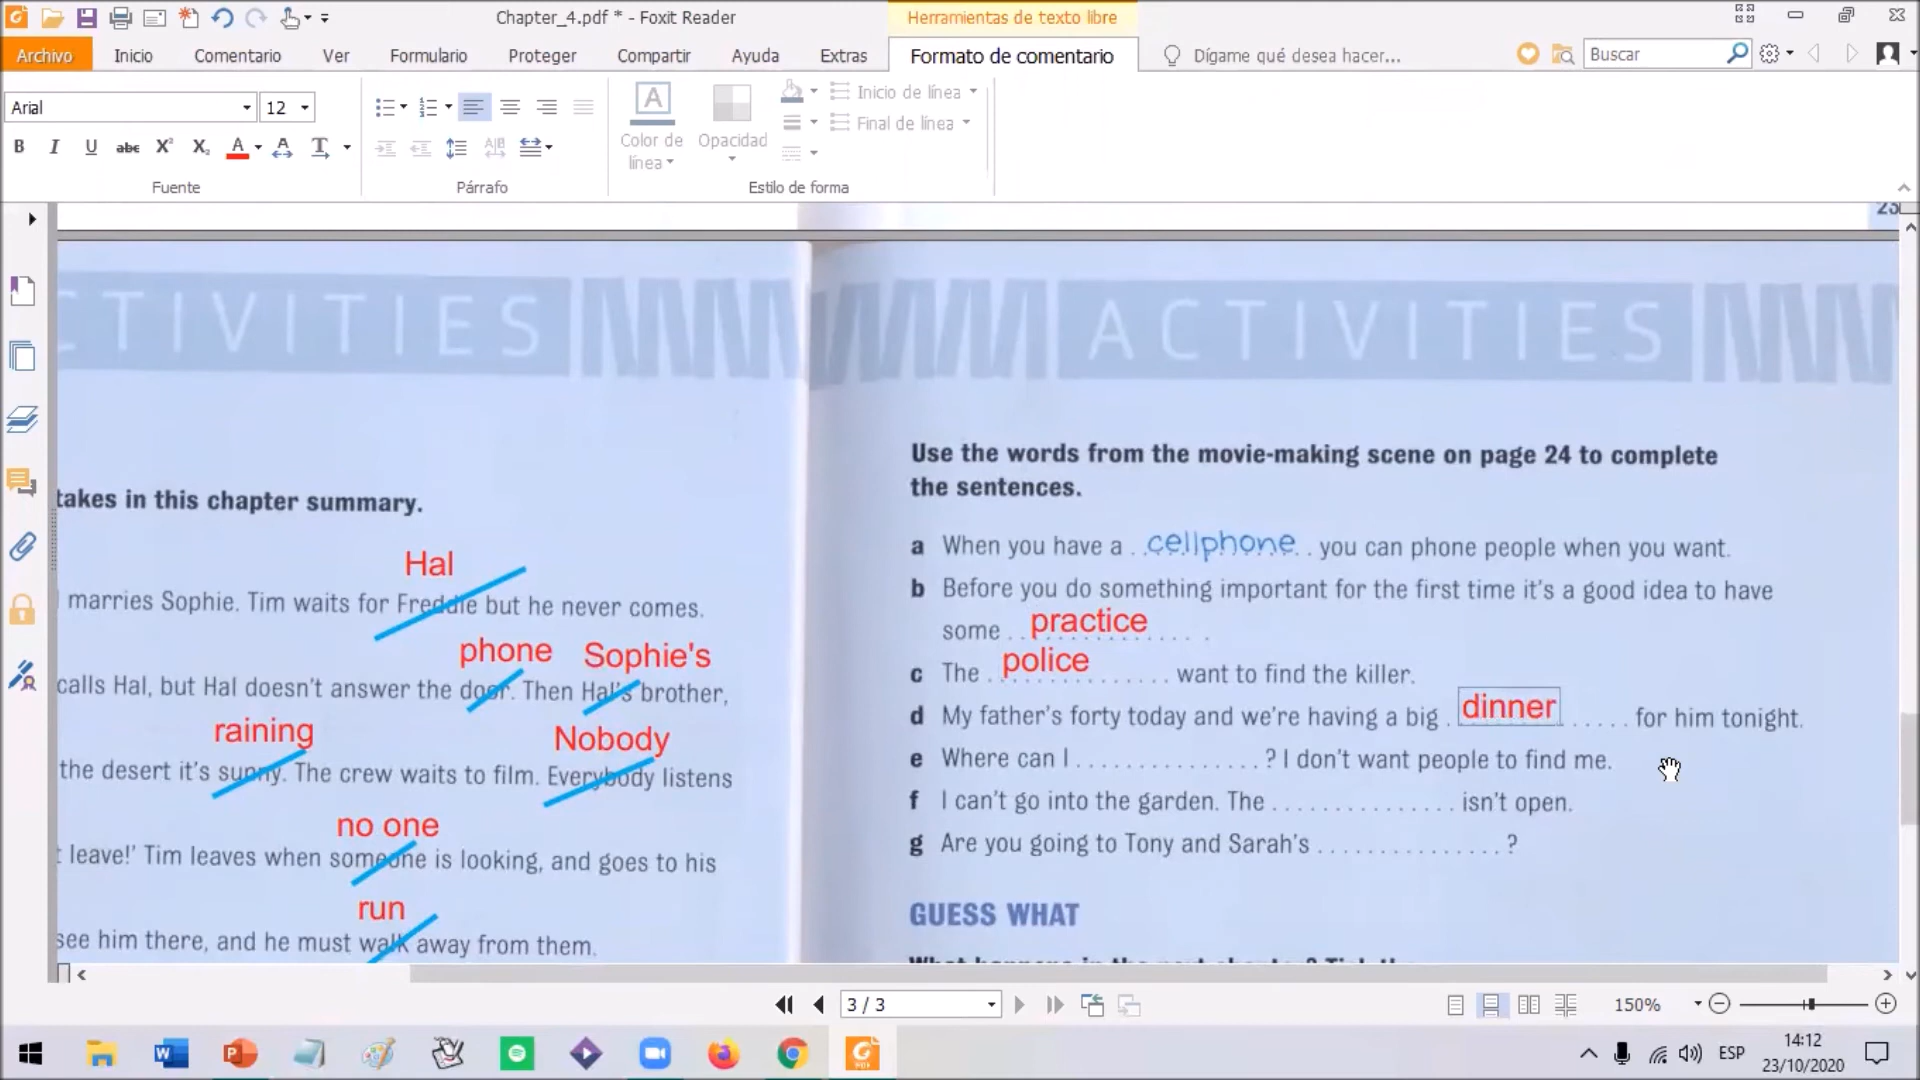 Chapter_4.pdf * - Foxit Reader
Herramientas de texto libre
Archivo Inicio Comentario Ver Formulario Proteger Compartir Ayuda Extras Formato de comentario Dígame qué desea hacer... Buscar
Arial 12
Inicio de línea
Final de línea
Color de línea Opacidad
Fuente Párrafo Estilo de forma
ACTIVITIES
takes in this chapter summary.
Hal
marries Sophie. Tim waits for Freddie but he never comes.
phone Sophie's
calls Hal, but Hal doesn't answer the door. Then Hal's brother,
raining Nobody
the desert it's sunny. The crew waits to film. Everybody listens
no one
t leave!' Tim leaves when someone is looking, and goes to his
run
see him there, and he must walk away from them.
CTIVITIES
Use the words from the movie-making scene on page 24 to complete
the sentences.
a When you have a . . cellphone . . you can phone people when you want.
b Before you do something important for the first time it's a good idea to have
some . . practice . . . . .
c The police . . . . . . want to find the killer.
d My father's forty today and we're having a big . dinner . . . . . for him tonight.
e Where can I . . . . . . . . . . . . . . . ? I don't want people to find me.
f I can't go into the garden. The . . . . . . . . . . . . . . . isn't open.
g Are you going to Tony and Sarah's . . . . . . . . . . . . . . . ?
GUESS WHAT
3 / 3
150%
ESP
14:12
23/10/2020